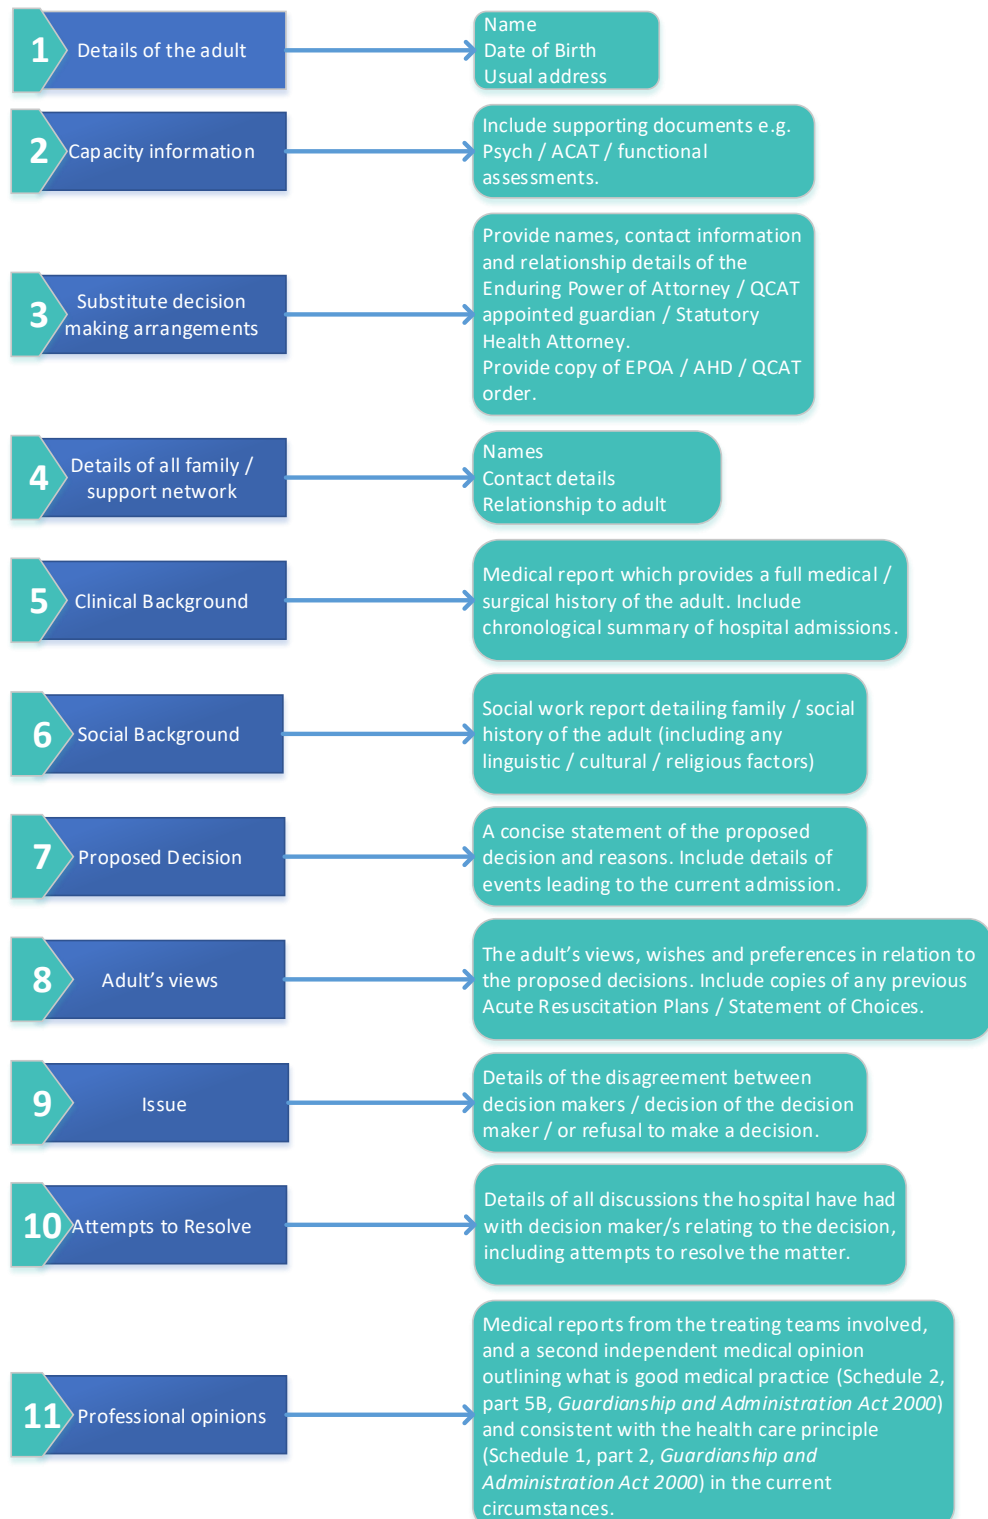 1
Details of the adult
Name
Date of Birth
Usual address
2
Capacity information
Include supporting documents e.g.
Psych / ACAT / functional
assessments.
3
Substitute decision
making arrangements
Provide names, contact information
and relationship details of the
Enduring Power of Attorney / QCAT
appointed guardian / Statutory
Health Attorney.
Provide copy of EPOA / AHD / QCAT
order.
4
Details of all family /
support network
Names
Contact details
Relationship to adult
5
Clinical Background
Medical report which provides a full medical /
surgical history of the adult. Include
chronological summary of hospital admissions.
6
Social Background
Social work report detailing family / social
history of the adult (including any
linguistic / cultural / religious factors)
7
Proposed Decision
A concise statement of the proposed
decision and reasons. Include details of
events leading to the current admission.
8
Adult’s views
The adult’s views, wishes and preferences in relation to
the proposed decisions. Include copies of any previous
Acute Resuscitation Plans / Statement of Choices.
9
Issue
Details of the disagreement between
decision makers / decision of the decision
maker / or refusal to make a decision.
10
Attempts to Resolve
Details of all discussions the hospital have had
with decision maker/s relating to the decision,
including attempts to resolve the matter.
11
Professional opinions
Medical reports from the treating teams involved,
and a second independent medical opinion
outlining what is good medical practice (Schedule 2,
part 5B, Guardianship and Administration Act 2000)
and consistent with the health care principle
(Schedule 1, part 2, Guardianship and
Administration Act 2000) in the current
circumstances.